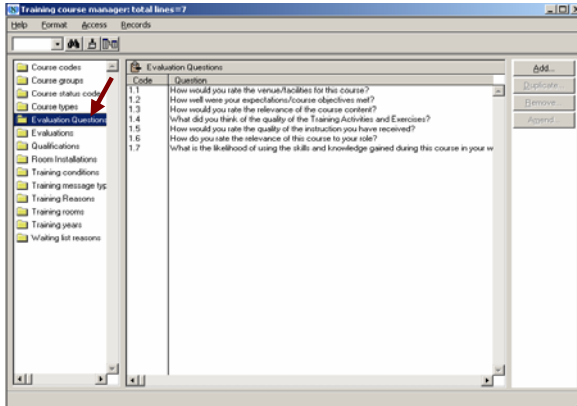 Training course manager: total lines=7
Help Format Access Records
Evaluation Questions
Add...
Duplicate...
Remove...
Append...
Course codes
Course groups
Course status code
Course types
Evaluation Questions
Evaluations
Qualifications
Room Installations
Training conditions
Training message typ
Training Reasons
Training rooms
Training years
Waiting list reasons
Code Question
1.1 How would you rate the venue/facilities for this course?
1.2 How well were your expectations/course objectives met?
1.3 How would you rate the relevance of the course content?
1.4 What did you think of the quality of the Training Activities and Exercises?
1.5 How would you rate the quality of the instruction you have received?
1.6 How do you rate the relevance of this course to your role?
1.7 What is the likelihood of using the skills and knowledge gained during this course in your w